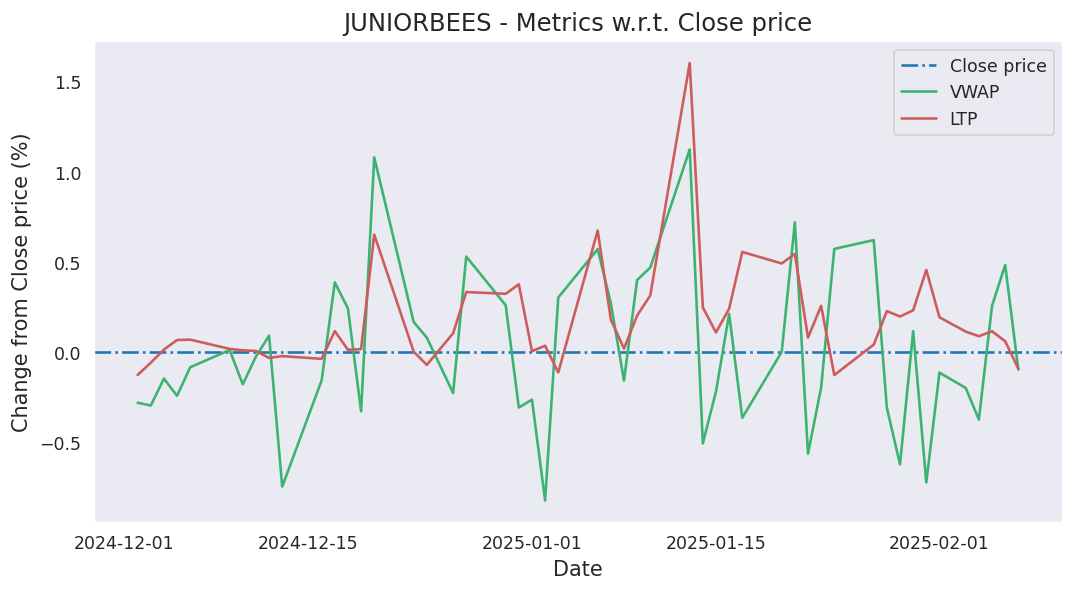 JUNIORBEES - Metrics w.r.t. Close price
Close price
VWAP
LTP
Change from Close price (%)
1.5
1.0
0.5
0.0
−0.5
2024-12-01
2024-12-15
2025-01-01
2025-01-15
2025-02-01
Date